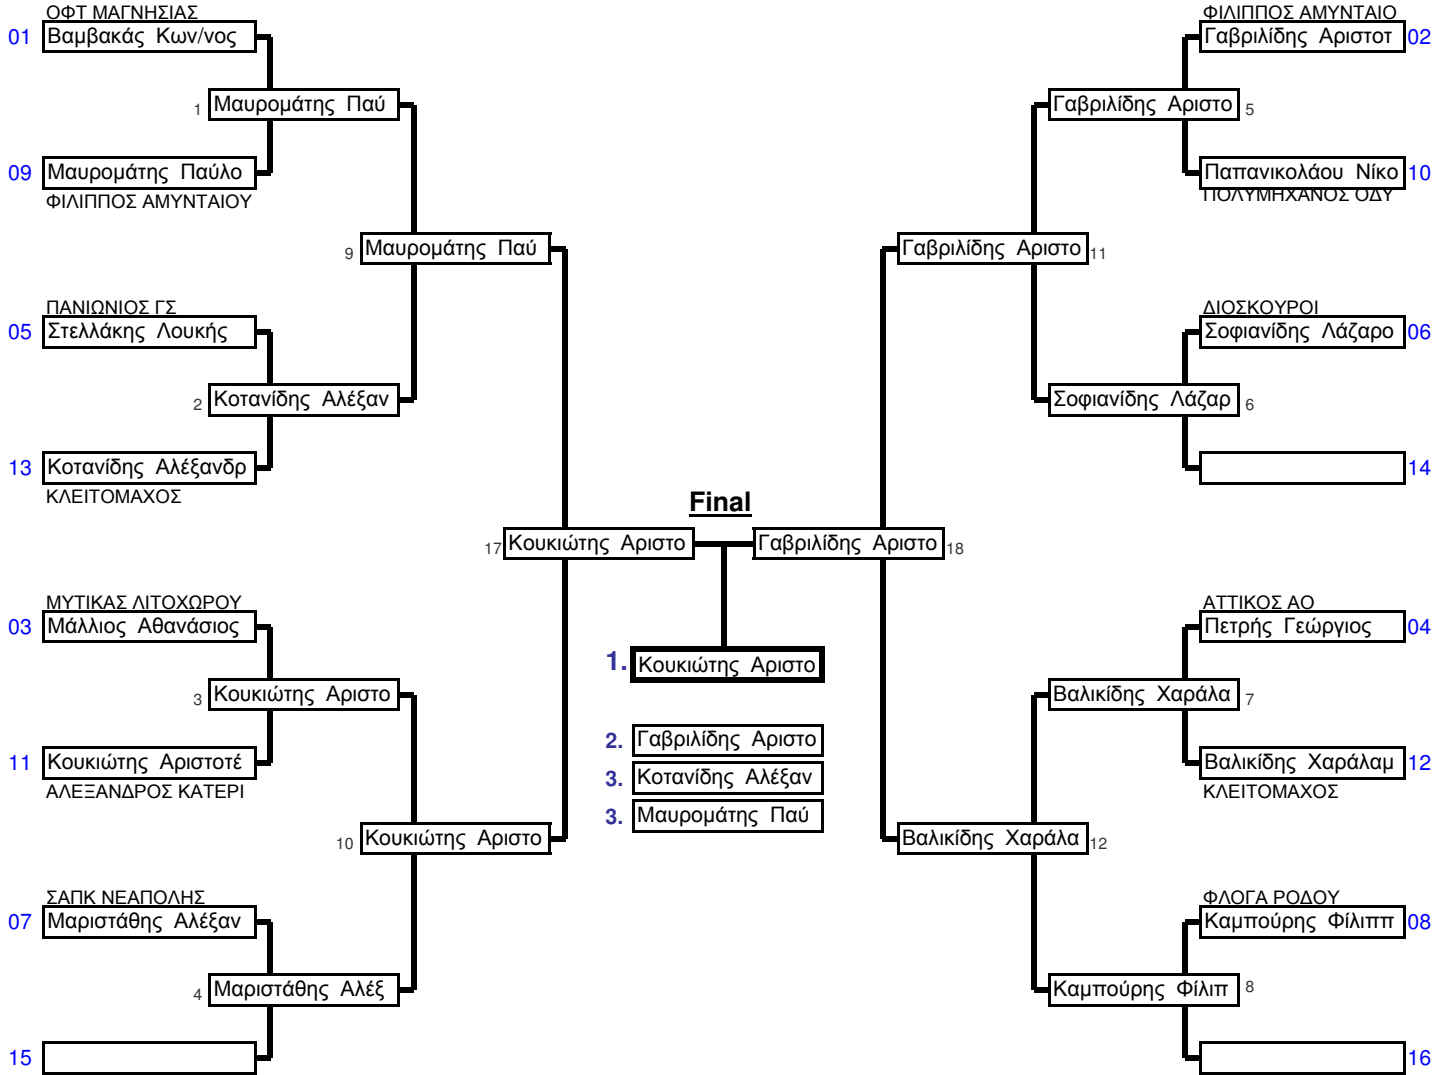 ΟΦΤ ΜΑΓΝΗΣΙΑΣ
01 Βαμβακάς Κων/νος
1 Μαυρομάτης Παύ
09 Μαυρομάτης Παύλο
ΦΙΛΙΠΠΟΣ ΑΜΥΝΤΑΙΟΥ
9 Μαυρομάτης Παύ
ΠΑΝΙΩΝΙΟΣ ΓΣ
05 Στελλάκης Λουκής
2 Κοτανίδης Αλέξαν
13 Κοτανίδης Αλέξανδρ
ΚΛΕΙΤΟΜΑΧΟΣ
17 Κουκιώτης Αριστο
ΜΥΤΙΚΑΣ ΛΙΤΟΧΩΡΟΥ
03 Μάλλιος Αθανάσιος
3 Κουκιώτης Αριστο
11 Κουκιώτης Αριστοτέ
ΑΛΕΞΑΝΔΡΟΣ ΚΑΤΕΡΙ
10 Κουκιώτης Αριστο
ΣΑΠΚ ΝΕΑΠΟΛΗΣ
07 Μαριστάθης Αλέξαν
4 Μαριστάθης Αλέξ
15
Final
1. Κουκιώτης Αριστο
2. Γαβριλίδης Αριστο
3. Κοτανίδης Αλέξαν
3. Μαυρομάτης Παύ
ΦΙΛΙΠΠΟΣ ΑΜΥΝΤΑΙΟ
Γαβριλίδης Αριστοτ 02
Γαβριλίδης Αριστο 5
Παπανικολάου Νίκο 10
ΠΟΛΥΜΗΧΑΝΟΣ ΟΔΥ
Γαβριλίδης Αριστο 11
ΔΙΟΣΚΟΥΡΟΙ
Σοφιανίδης Λάζαρο 06
Σοφιανίδης Λάζαρ 6
14
Γαβριλίδης Αριστο 18
ΑΤΤΙΚΟΣ ΑΟ
Πετρής Γεώργιος 04
Βαλικίδης Χαράλα 7
Βαλικίδης Χαράλαμ 12
ΚΛΕΙΤΟΜΑΧΟΣ
Βαλικίδης Χαράλα 12
ΦΛΟΓΑ ΡΟΔΟΥ
Καμπούρης Φίλιππ 08
Καμπούρης Φίλιπ 8
16